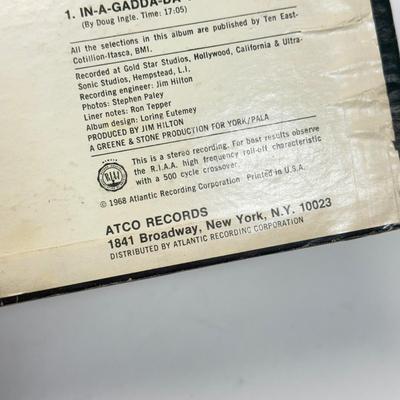 1. IN-A-GADDA-DA
(By Doug Ingle. Time: 17:05)
All the selections in this album are published by Ten East-
Cotillion-Itasca, BMI.
Recorded at Gold Star Studios, Hollywood, California & Ultra-
Sonic Studios, Hempstead, L.I.
Recording engineer: Jim Hilton
Photos: Stephen Paley
Liner notes: Ron Tepper
Album design: Loring Eutemey
PRODUCED BY JIM HILTON
A GREENE & STONE PRODUCTION FOR YORK/PALA
This is a stereo recording. For best results observe
the R.I.A.A. high frequency roll-off characteristic
with a 500 cycle crossover.
© 1968 Atlantic Recording Corporation Printed in U.S.A.
ATCO RECORDS
1841 Broadway, New York, N.Y. 10023
DISTRIBUTED BY ATLANTIC RECORDING CORPORATION